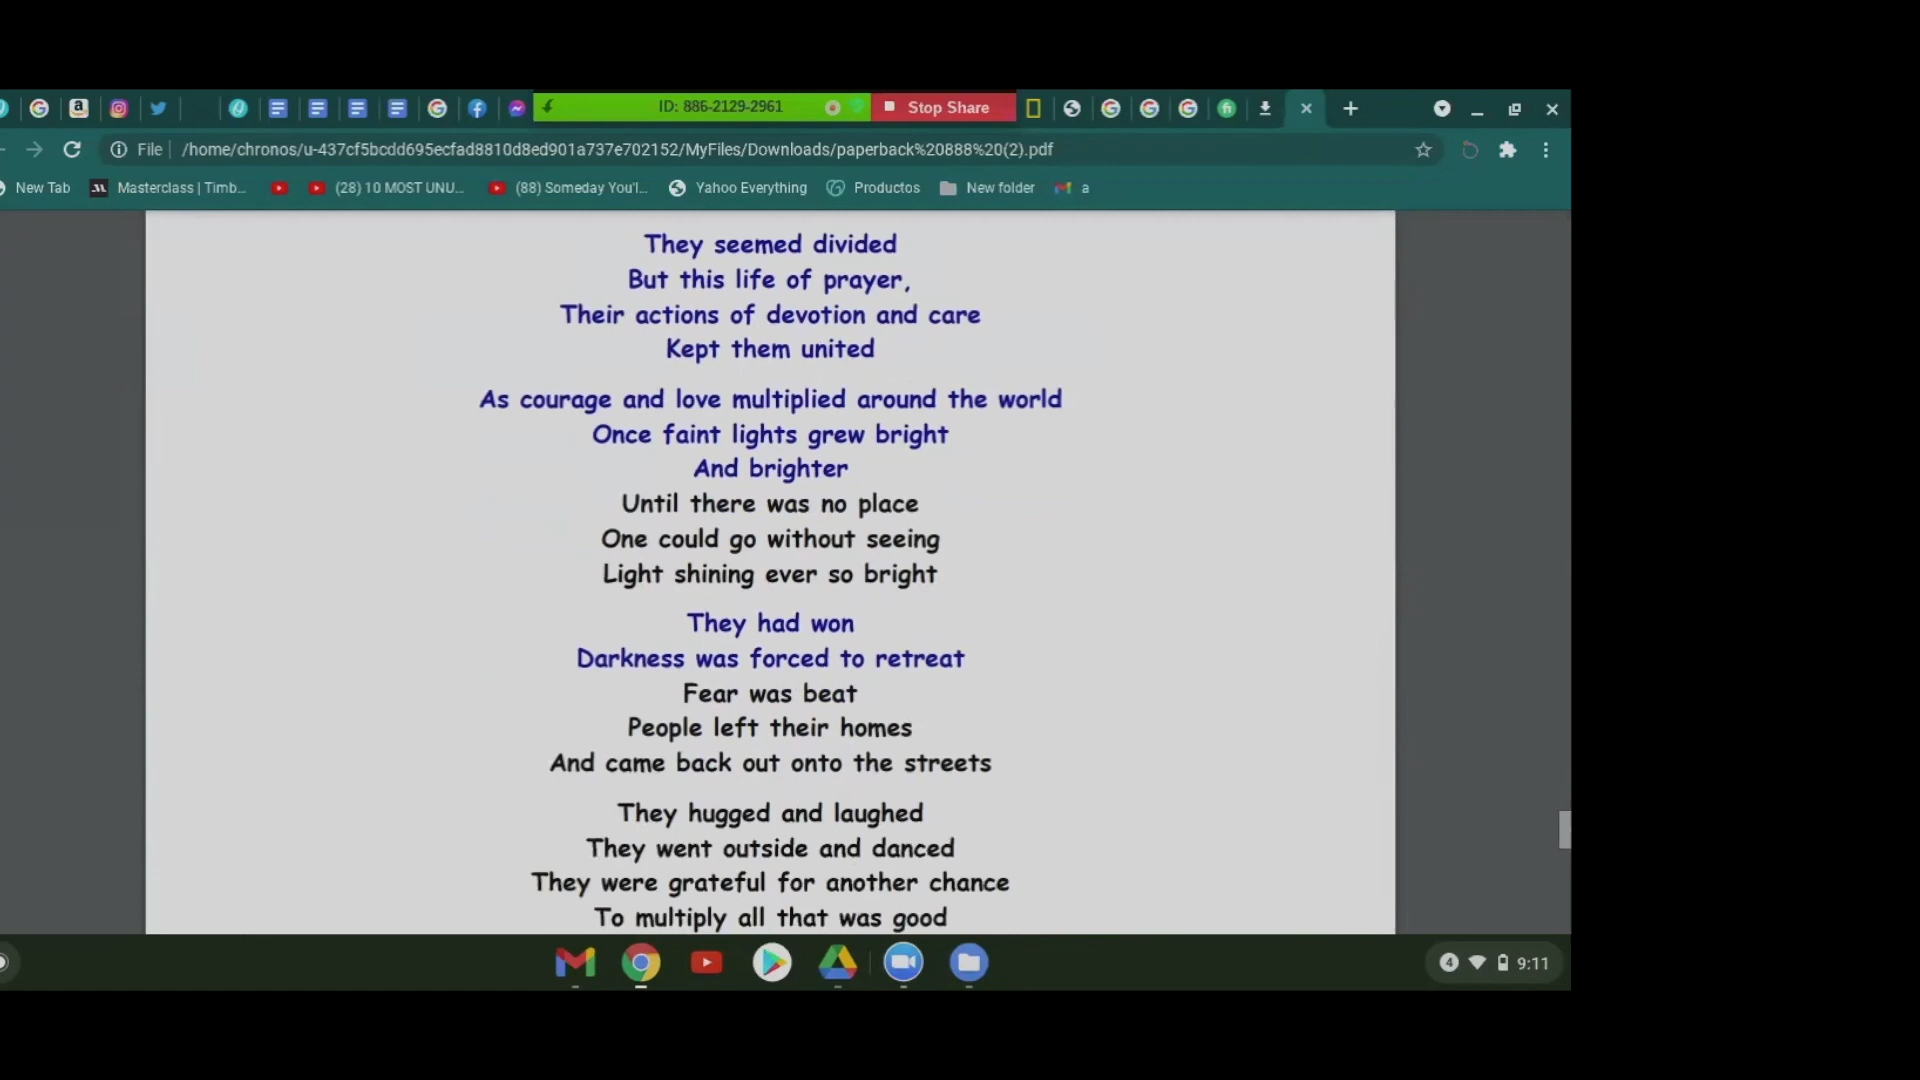 ID: 886-2129-2961
Stop Share
File
/home/chronos/u-437cf5bcdd695ecfad8810d8ed901a737e702152/MyFiles/Downloads/paperback%20888%20(2).pdf
New Tab
Masterclass | Timb...
(28) 10 MOST UNU...
(88) Someday You'l...
Yahoo Everything
Productos
New folder
a
They seemed divided
But this life of prayer,
Their actions of devotion and care
Kept them united
As courage and love multiplied around the world
Once faint lights grew bright
And brighter
Until there was no place
One could go without seeing
Light shining ever so bright
They had won
Darkness was forced to retreat
Fear was beat
People left their homes
And came back out onto the streets
They hugged and laughed
They went outside and danced
They were grateful for another chance
To multiply all that was good
4
9:11